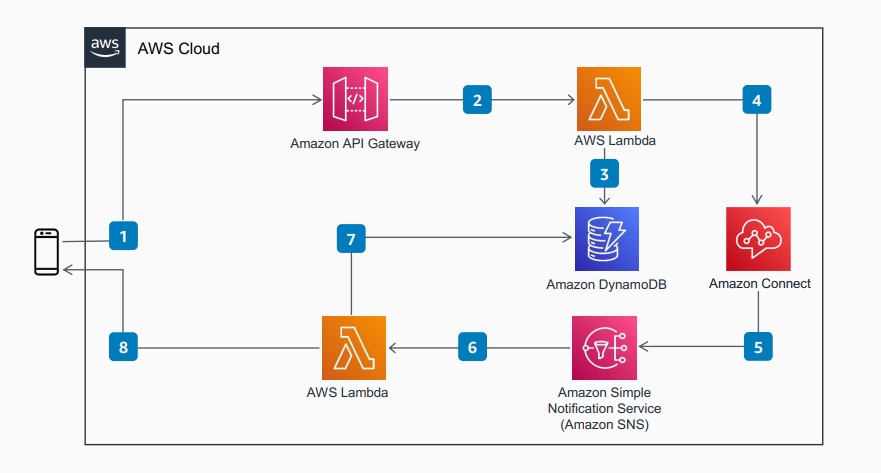 aws
AWS Cloud
</>
2
4
Amazon API Gateway
AWS Lambda
3
1
7
Amazon DynamoDB
Amazon Connect
8
6
5
AWS Lambda
Amazon Simple
Notification Service
(Amazon SNS)